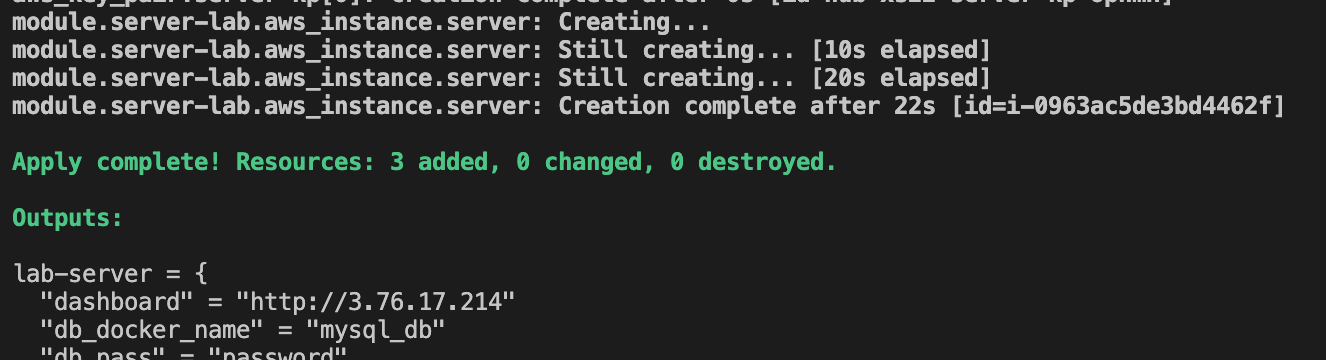 module.server-lab.aws_instance.server: Creating...
module.server-lab.aws_instance.server: Still creating... [10s elapsed]
module.server-lab.aws_instance.server: Still creating... [20s elapsed]
module.server-lab.aws_instance.server: Creation complete after 22s [id=i-0963ac5de3bd4462f]
Apply complete! Resources: 3 added, 0 changed, 0 destroyed.
Outputs:
lab-server = {
"dashboard" = "http://3.76.17.214"
"db_docker_name" = "mysql_db"
"db_pass" = "password"